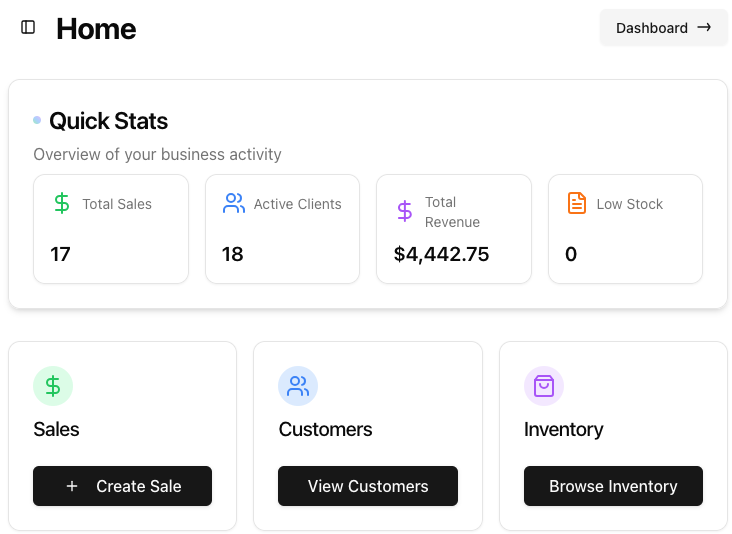 Home
Dashboard →
Quick Stats
Overview of your business activity
Total Sales
17
Active Clients
18
Total
Revenue
$4,442.75
Low Stock
0
Sales
+ Create Sale
Customers
View Customers
Inventory
Browse Inventory